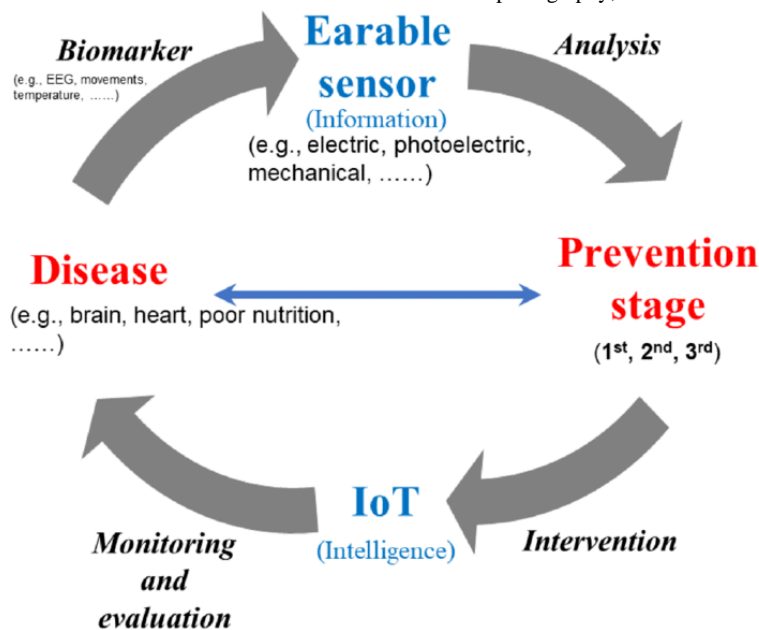 Biomarker
(e.g., EEG, movements,
temperature, ……)
Earable
sensor
(Information)
(e.g., electric, photoelectric,
mechanical, ……)
Analysis
Disease
(e.g., brain, heart, poor nutrition,
……)
Prevention
stage
(1st, 2nd, 3rd)
IoT
(Intelligence)
Intervention
Monitoring
and
evaluation